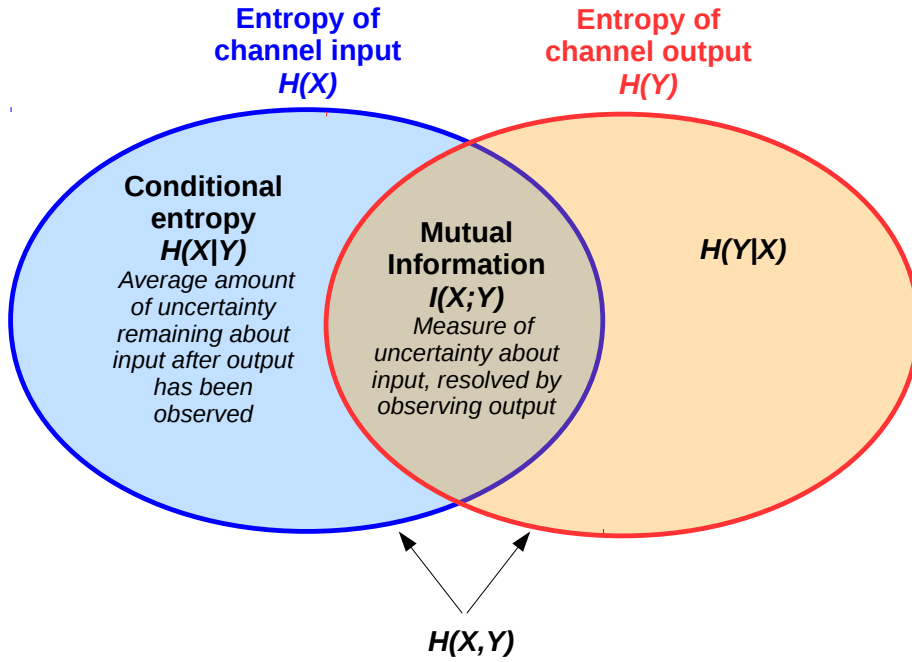 Entropy of
channel input
H(X)
Entropy of
channel output
H(Y)
Conditional
entropy
H(X|Y)
Average amount
of uncertainty
remaining about
input after output
has been
observed
Mutual
Information
I(X;Y)
Measure of
uncertainty about
input, resolved by
observing output
H(Y|X)
H(X,Y)